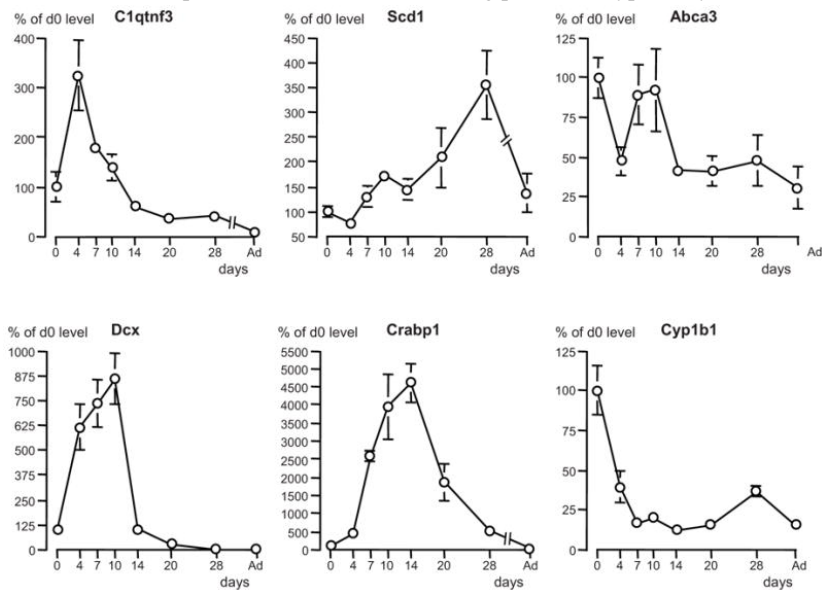 C1qtnf3
% of d0 level
400
300
200
100
0
0 4 7 10 14 20 28 Ad
days
Scd1
% of d0 level
450
400
350
300
250
200
150
100
50
0 4 7 10 14 20 28 Ad
days
Abca3
% of d0 level
125
100
75
50
25
0
0 4 7 10 14 20 28 Ad
days
Dcx
% of d0 level
1000
875
750
625
500
375
250
125
0
0 4 7 10 14 20 28 Ad
days
Crabp1
% of d0 level
5500
5000
4500
4000
3500
3000
2500
2000
1500
1000
500
0
0 4 7 10 14 20 28 Ad
days
Cyp1b1
% of d0 level
125
100
75
50
25
0
0 4 7 10 14 20 28 Ad
days